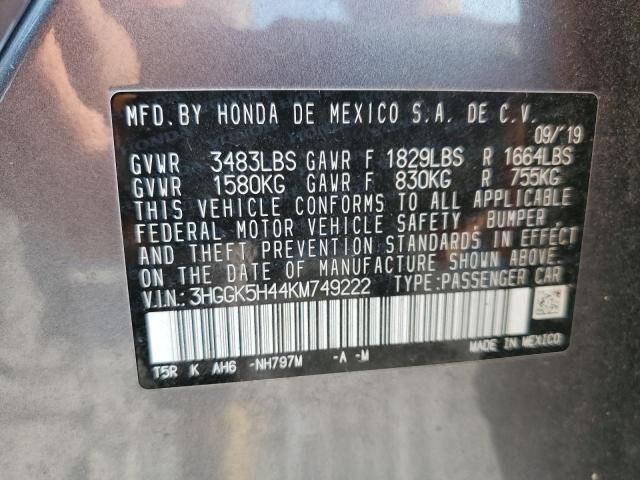 MFD. BY HONDA DE MEXICO S.A. DE C.V.
09/'19
GVWR 3483LBS GAWR F 1829LBS R 1664LBS
GVWR 1580KG GAWR F 830KG R 755KG
THIS VEHICLE CONFORMS TO ALL APPLICABLE
FEDERAL MOTOR VEHICLE SAFETY, BUMPER,
AND THEFT PREVENTION STANDARDS IN EFFECT
ON THE DATE OF MANUFACTURE SHOWN ABOVE.
V.I.N: 3HGGK5H44KM749222 TYPE:PASSENGER CAR
T5R K AH6 -NH797M -A -M MADE IN MEXICO